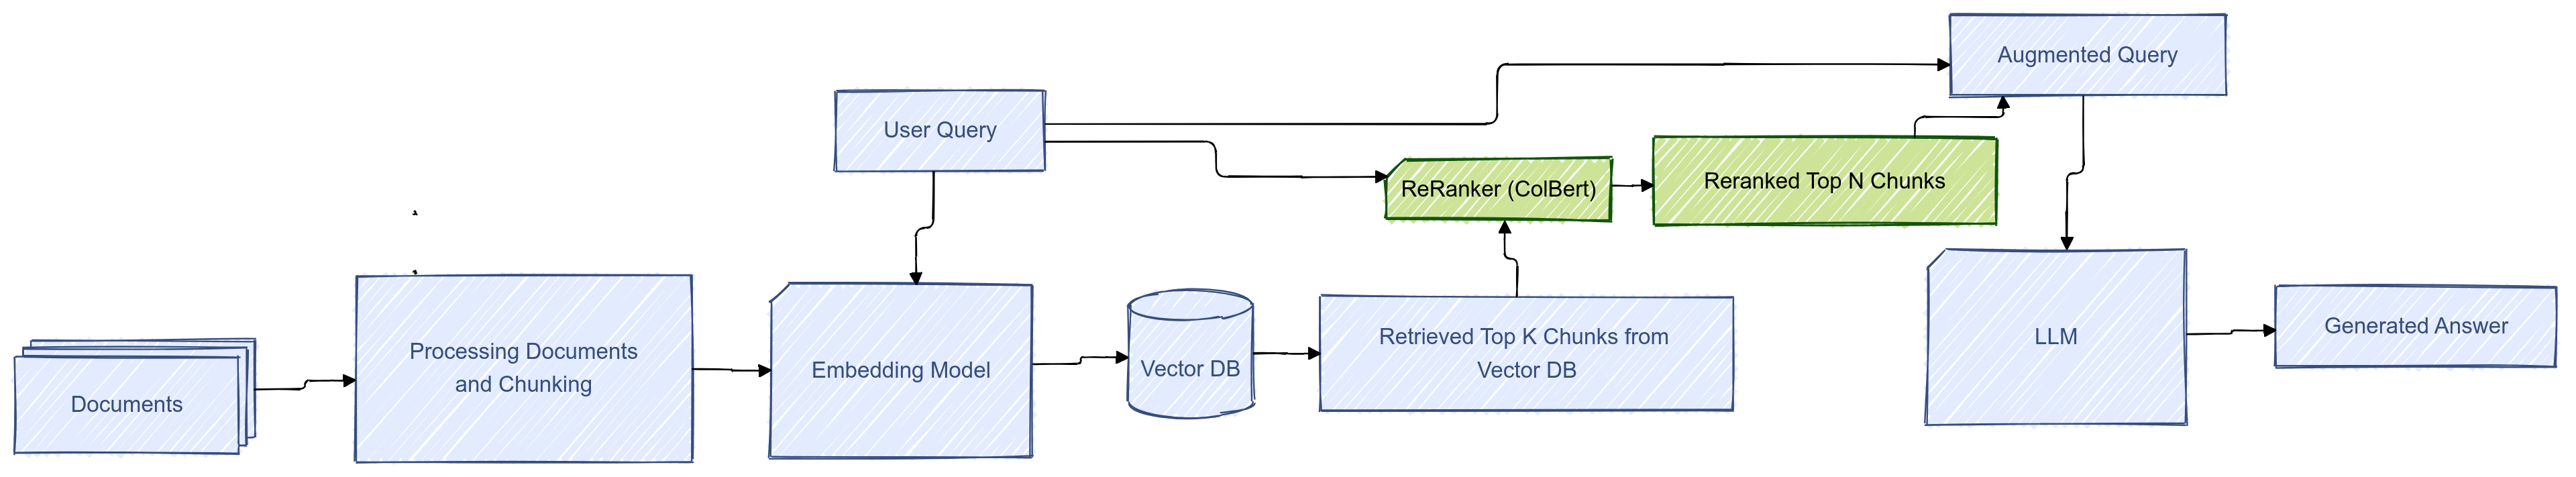 Augmented Query
User Query
ReRanker (ColBert)
Reranked Top N Chunks
Documents
Processing Documents
and Chunking
Embedding Model
Vector DB
Retrieved Top K Chunks from
Vector DB
LLM
Generated Answer